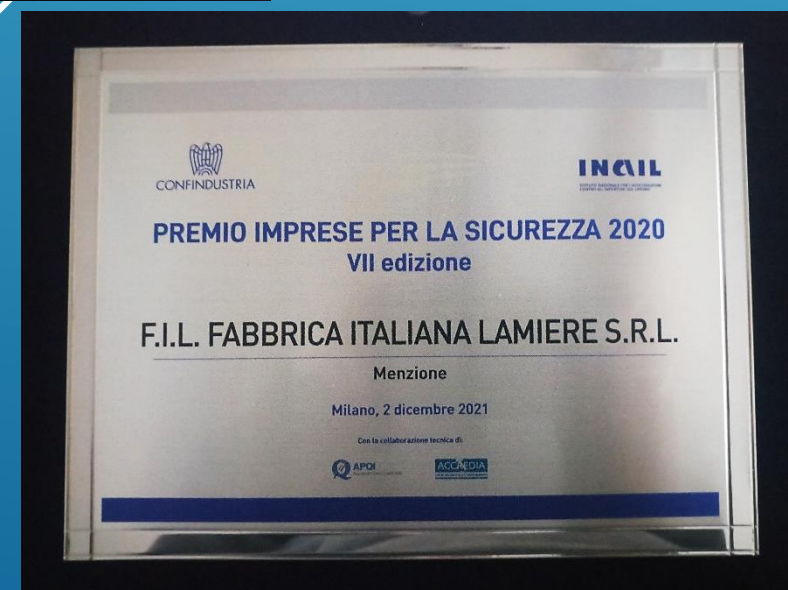 CONFINDUSTRIA
INAIL
PREMIO IMPRESE PER LA SICUREZZA 2020
VII edizione
F.I.L. FABBRICA ITALIANA LAMIERE S.R.L.
Menzione
Milano, 2 dicembre 2021
Con la collaborazione tecnica di:
APQI
ACCREDIA